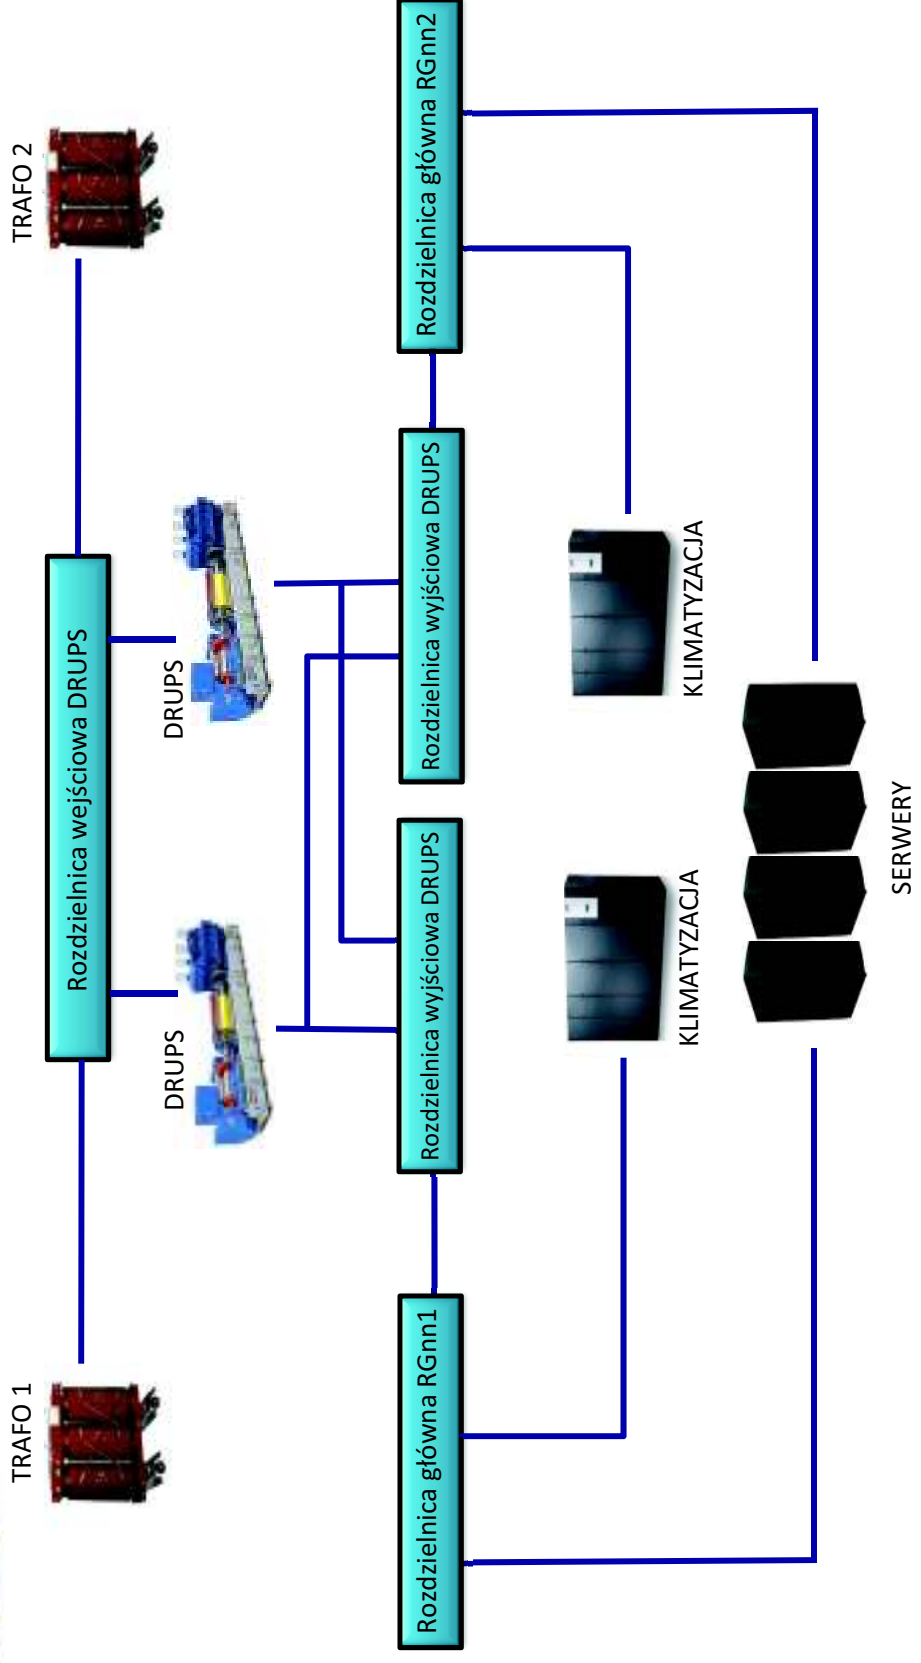 TRAFO 1
TRAFO 2
Rozdzielnica wejściowa DRUPS
DRUPS
DRUPS
Rozdzielnica główna RGnn1
Rozdzielnica wyjściowa DRUPS
Rozdzielnica wyjściowa DRUPS
Rozdzielnica główna RGnn2
KLIMATYZACJA
KLIMATYZACJA
SERWERY